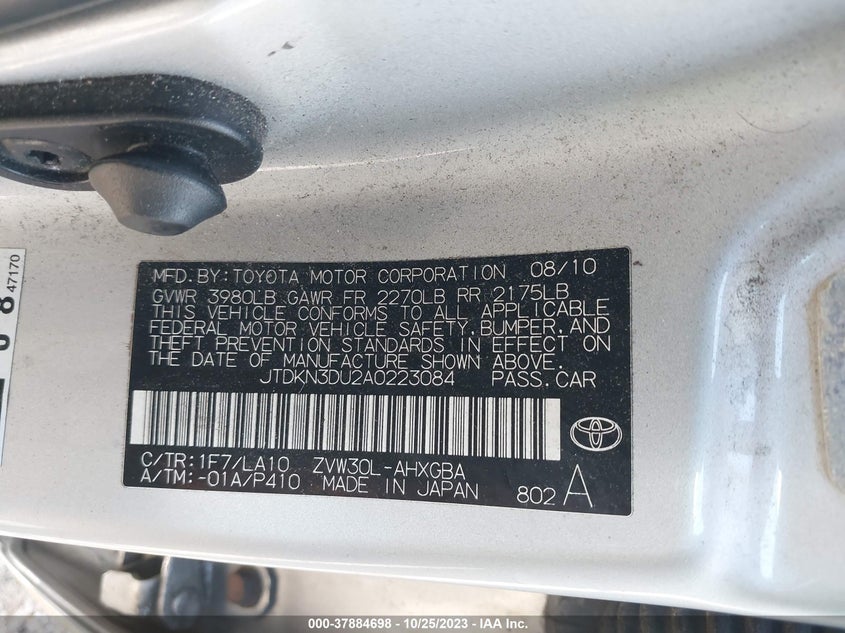 MFD. BY: TOYOTA MOTOR CORPORATION 08/10
GVWR 3980LB GAWR FR 2270LB RR 2175LB
THIS VEHICLE CONFORMS TO ALL APPLICABLE
FEDERAL MOTOR VEHICLE SAFETY, BUMPER, AND
THEFT PREVENTION STANDARDS IN EFFECT ON
THE DATE OF MANUFACTURE SHOWN ABOVE.
JTDKN3DU2A0223084 PASS. CAR
C/TR: 1F7/LA10 ZVW30L-AHXGBA
A/TM: -01A/P410 MADE IN JAPAN 802 A
47170
8
000-37884698 - 10/25/2023 - IAA Inc.